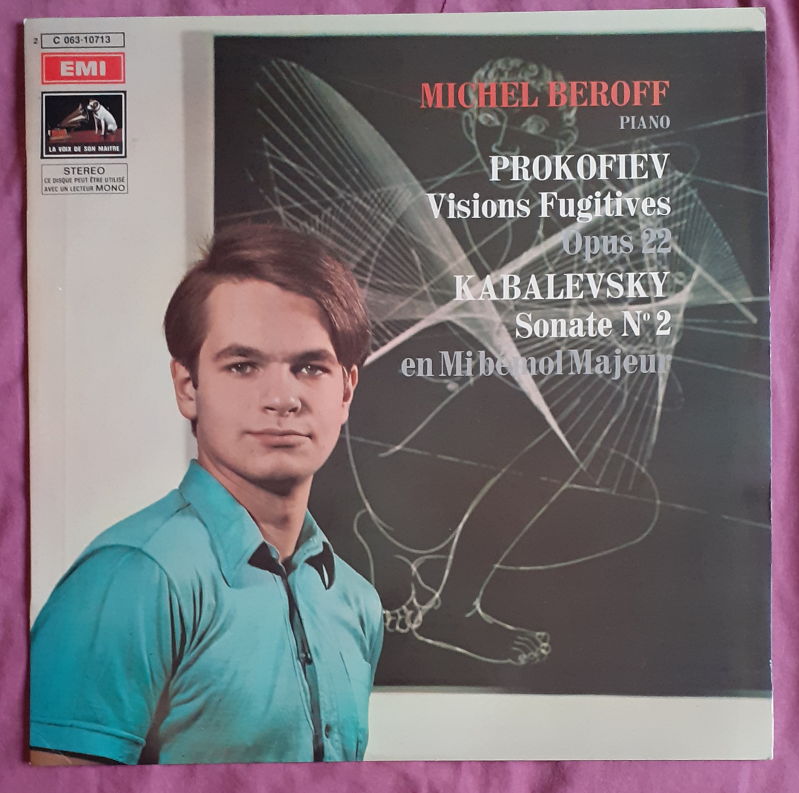 2 C 063-10713
EMI
LA VOIX DE SON MAITRE
STEREO
CE DISQUE PEUT ÊTRE UTILISÉ
AVEC UN LECTEUR MONO
MICHEL BEROFF
PIANO
PROKOFIEV
Visions Fugitives
Opus 22
KABALEVSKY
Sonate Nº 2
en Mi bémol Majeur